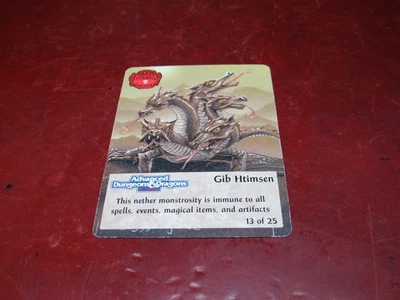 Gib Htimsen
Advanced
Dungeons & Dragons
This nether monstrosity is immune to all
spells, events, magical items, and artifacts
13 of 25